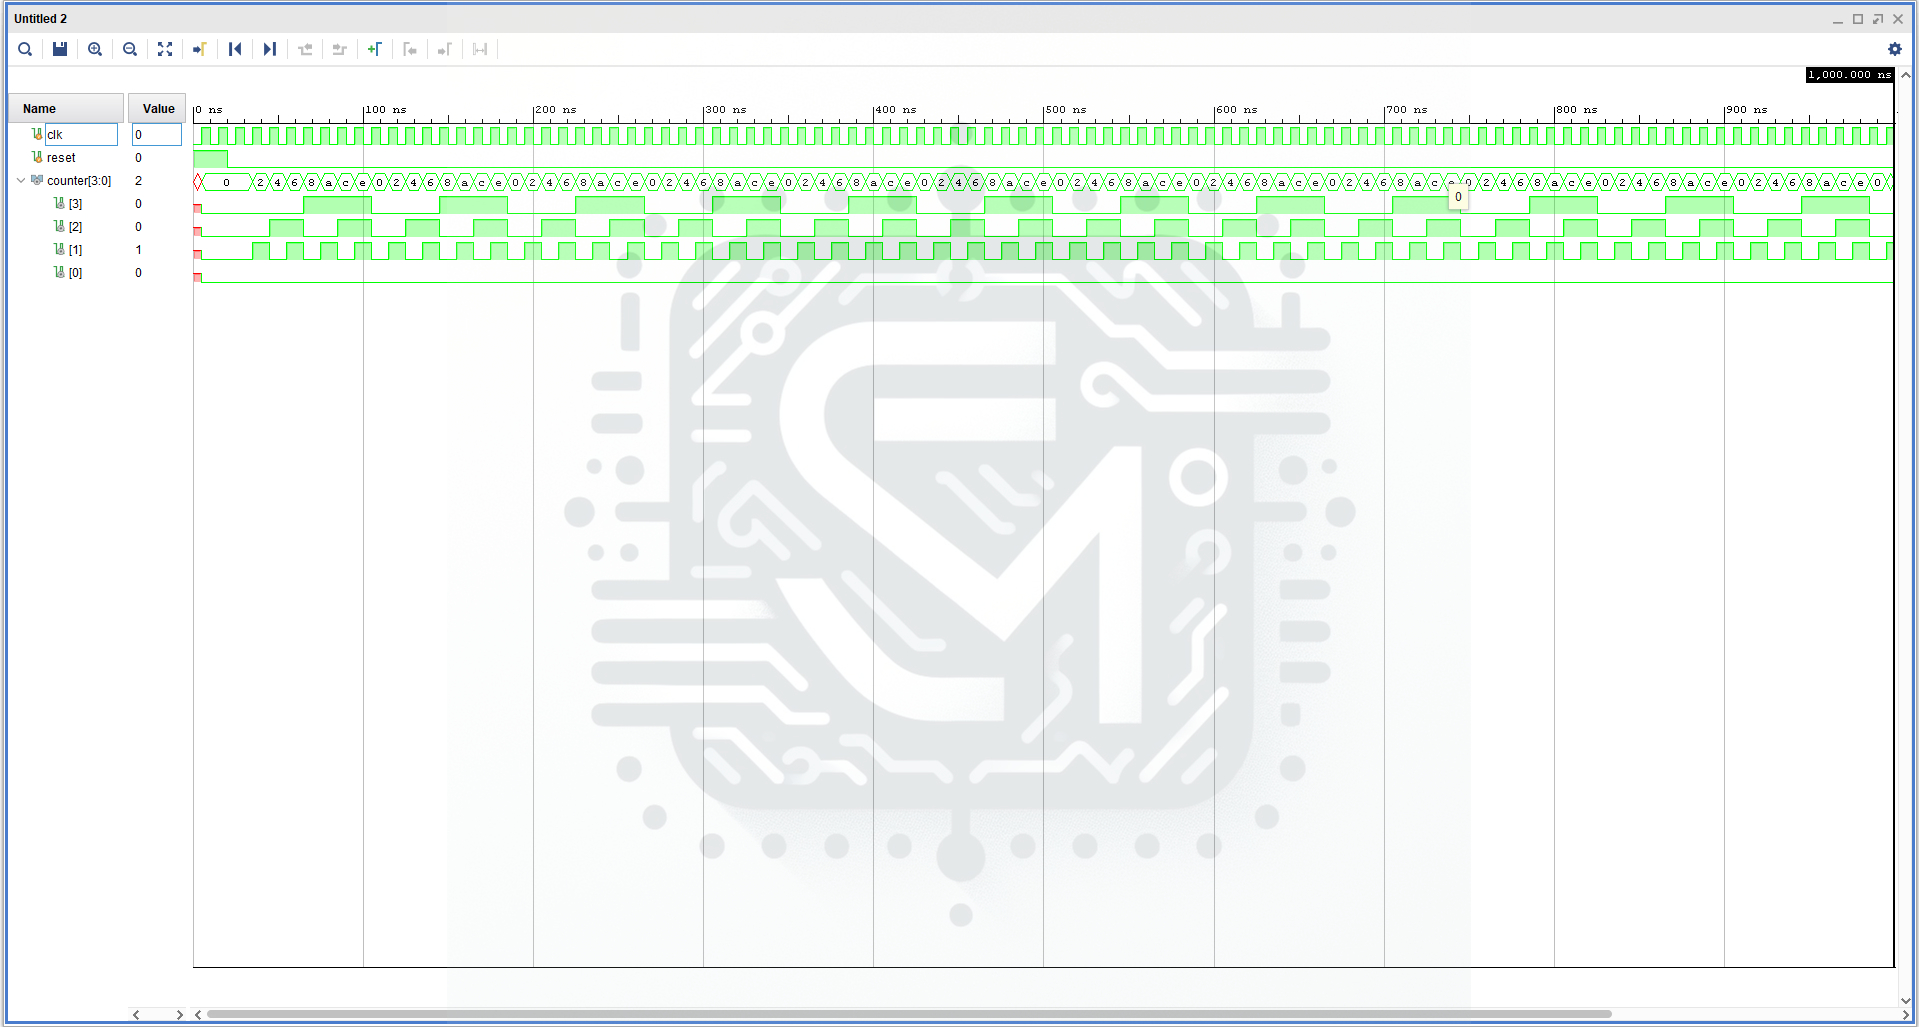 Untitled 2
1,000.000 ns
Name Value 0 ns 100 ns 200 ns 300 ns 400 ns 500 ns 600 ns 700 ns 800 ns 900 ns
clk 0
reset 0
counter[3:0] 2 0 2 4 6 8 a c e 0 2 4 6 8 a c e 0 2 4 6 8 a c e 0 2 4 6 8 a c e 0 2 4 6 8 a c e 0 2 4 6 8 a c e 0 2 4 6 8 a c e 0 2 4 6 8 a c e 0 2 4 6 8 a c e 0 2 4 6 8 a c e 0 2 4 6 8 a c e 0 2 4 6 8 a c e 0
0
[3] 0
[2] 0
[1] 1
[0] 0